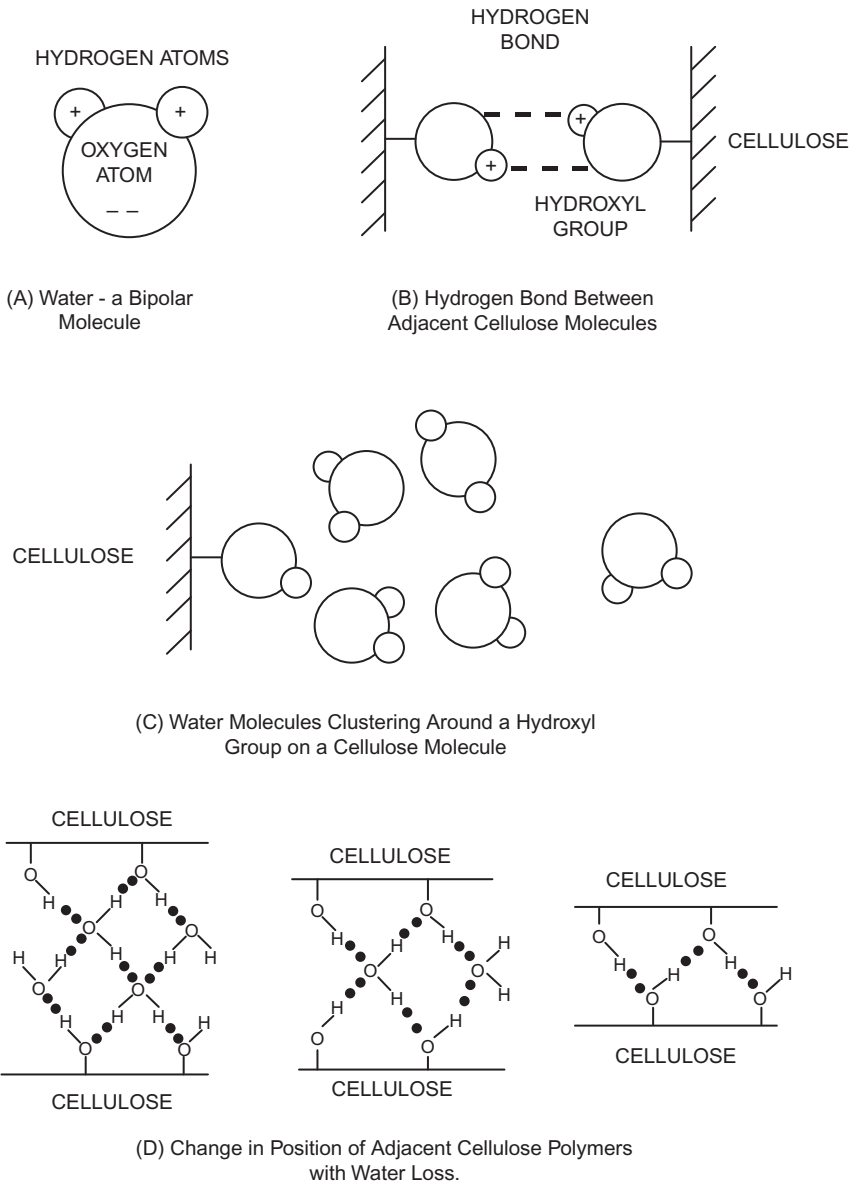 HYDROGEN ATOMS
+
+
OXYGEN
ATOM
– –
(A) Water - a Bipolar
Molecule
HYDROGEN
BOND
+
+
CELLULOSE
HYDROXYL
GROUP
(B) Hydrogen Bond Between
Adjacent Cellulose Molecules
CELLULOSE
(C) Water Molecules Clustering Around a Hydroxyl
Group on a Cellulose Molecule
CELLULOSE
O
O
H
H
H
O
O
H
H
H
H
H
O
O
H
H
H
H
O
O
CELLULOSE
CELLULOSE
O
O
H
H
H
H
O
O
H
H
H
H
O
O
CELLULOSE
CELLULOSE
O
O
H
H
H
H
O
O
CELLULOSE
(D) Change in Position of Adjacent Cellulose Polymers
with Water Loss.